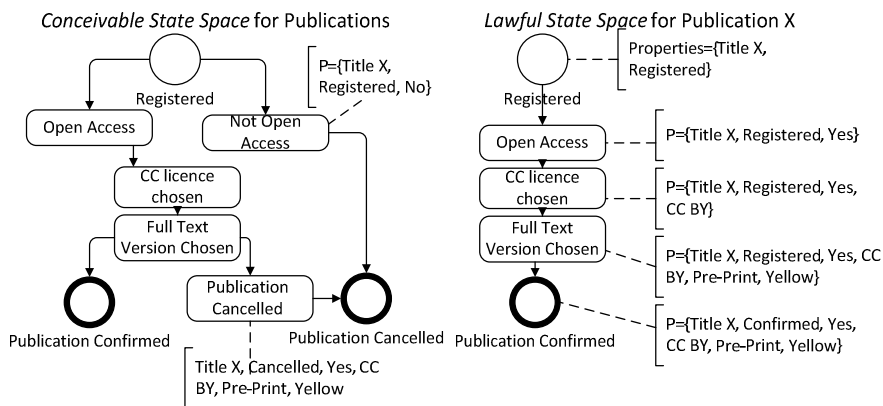 Conceivable State Space for Publications
P={Title X,
Registered, No}
Registered
Open Access
Not Open
Access
CC licence
chosen
Full Text
Version Chosen
Publication
Cancelled
Publication Confirmed
Publication Cancelled
Title X, Cancelled, Yes, CC
BY, Pre-Print, Yellow
Lawful State Space for Publication X
Properties={Title X,
Registered}
Registered
Open Access
P={Title X, Registered, Yes}
CC licence
chosen
P={Title X, Registered, Yes,
CC BY}
Full Text
Version Chosen
P={Title X, Registered, Yes, CC
BY, Pre-Print, Yellow}
Publication Confirmed
P={Title X, Confirmed, Yes,
CC BY, Pre-Print, Yellow}